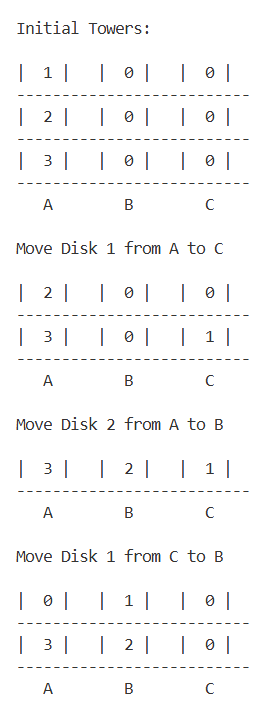 Initial Towers:
|  1 |   |  0 |   |  0 |
--------------------------
|  2 |   |  0 |   |  0 |
--------------------------
|  3 |   |  0 |   |  0 |
--------------------------
   A       B        C
Move Disk 1 from A to C
|  2 |   |  0 |   |  0 |
--------------------------
|  3 |   |  0 |   |  1 |
--------------------------
   A       B        C
Move Disk 2 from A to B
|  3 |   |  2 |   |  1 |
--------------------------
   A       B        C
Move Disk 1 from C to B
|  0 |   |  1 |   |  0 |
--------------------------
|  3 |   |  2 |   |  0 |
--------------------------
   A       B        C